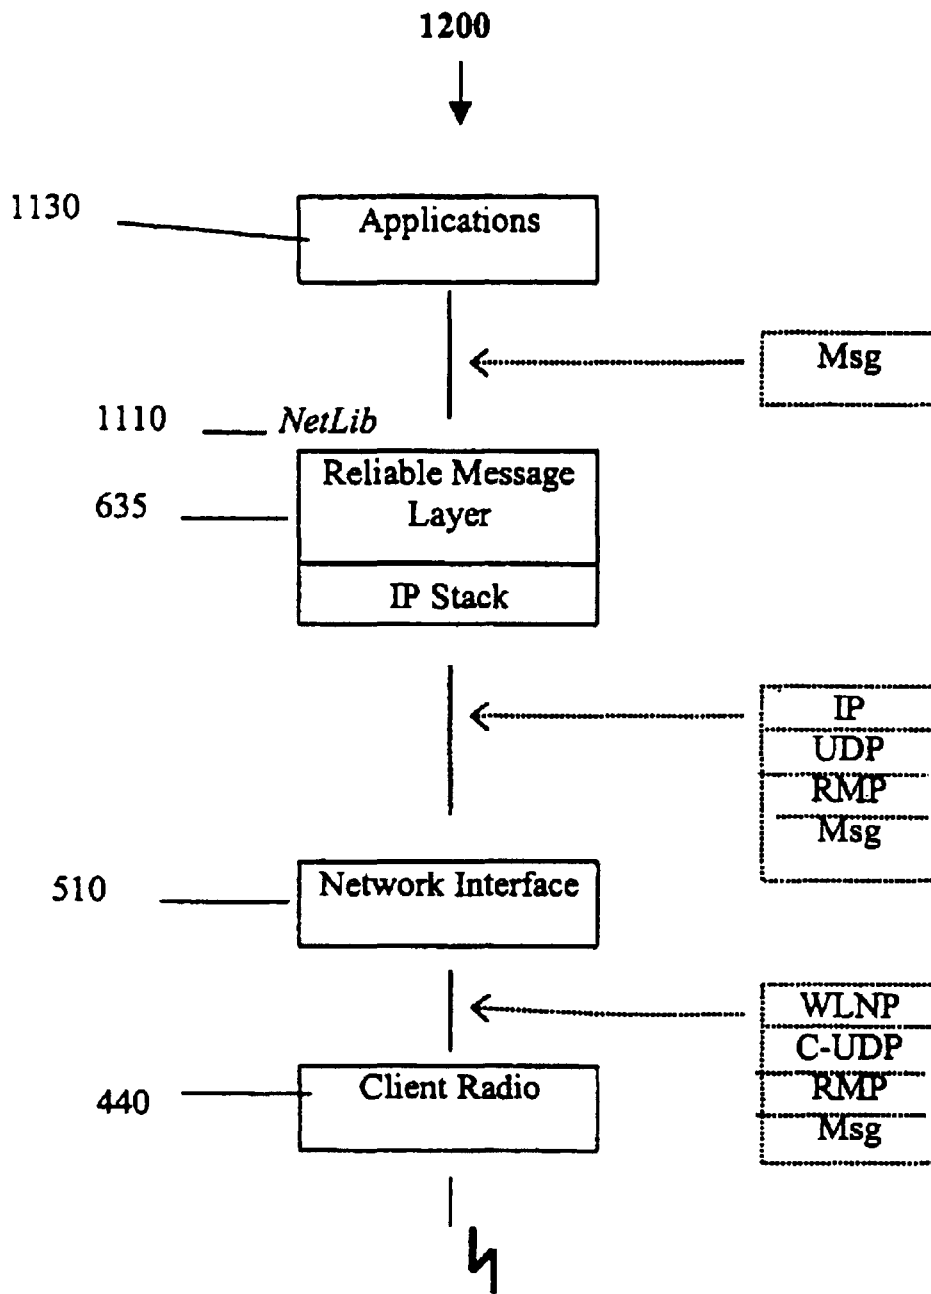 1200
1130
Applications
Msg
1110
NetLib
635
Reliable Message
Layer
IP Stack
IP
UDP
RMP
Msg
510
Network Interface
WLNP
C-UDP
RMP
Msg
440
Client Radio